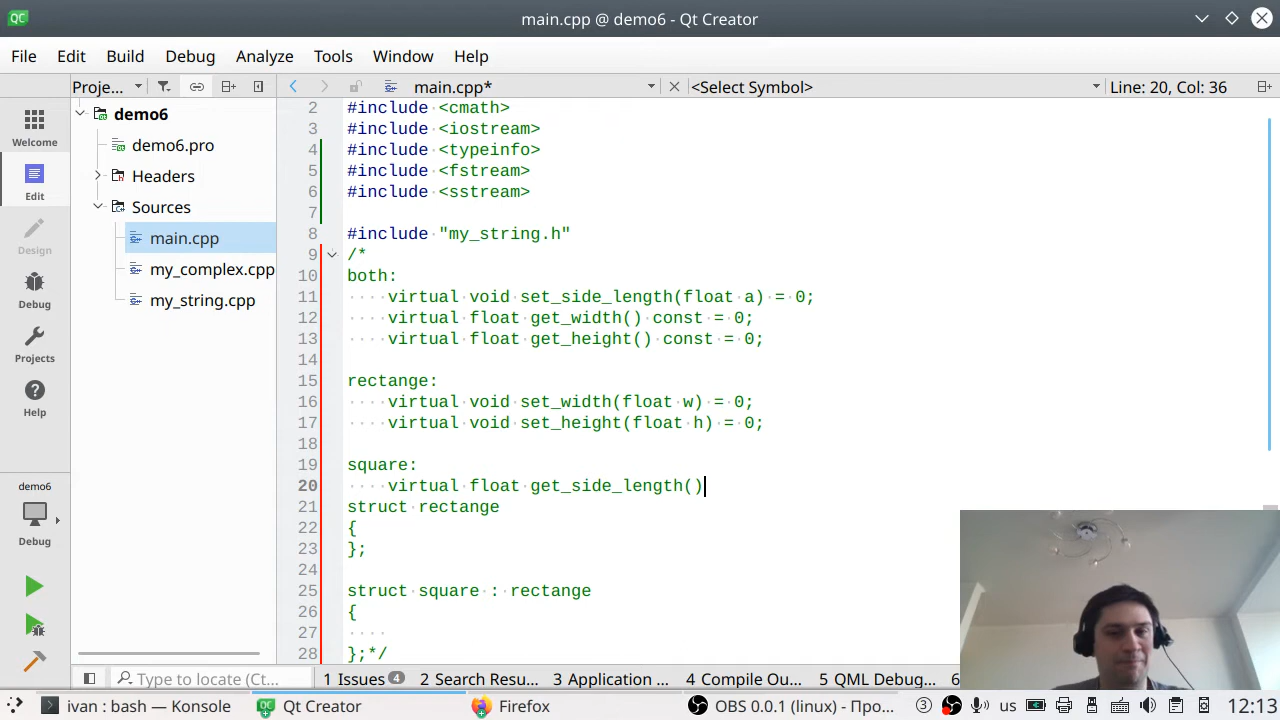 main.cpp @ demo6 - Qt Creator
File Edit Build Debug Analyze Tools Window Help
Proje... main.cpp* <Select Symbol> Line: 20, Col: 36
Welcome
Edit
Design
Debug
Projects
Help
demo6
Debug
demo6
demo6.pro
Headers
Sources
main.cpp
my_complex.cpp
my_string.cpp
2 #include <cmath>
3 #include <iostream>
4 #include <typeinfo>
5 #include <fstream>
6 #include <sstream>
7
8 #include "my_string.h"
9 /*
10 both:
11 virtual void set_side_length(float a) = 0;
12 virtual float get_width() const = 0;
13 virtual float get_height() const = 0;
14
15 rectange:
16 virtual void set_width(float w) = 0;
17 virtual void set_height(float h) = 0;
18
19 square:
20 virtual float get_side_length()
21 struct rectange
22 {
23 };
24
25 struct square : rectange
26 {
27
28 };*/
Type to locate (Ct... 1 Issues 4 2 Search Resu... 3 Application ... 4 Compile Ou... 5 QML Debug... 6
ivan : bash — Konsole Qt Creator Firefox OBS 0.0.1 (linux) - Про... 3 us 12:13